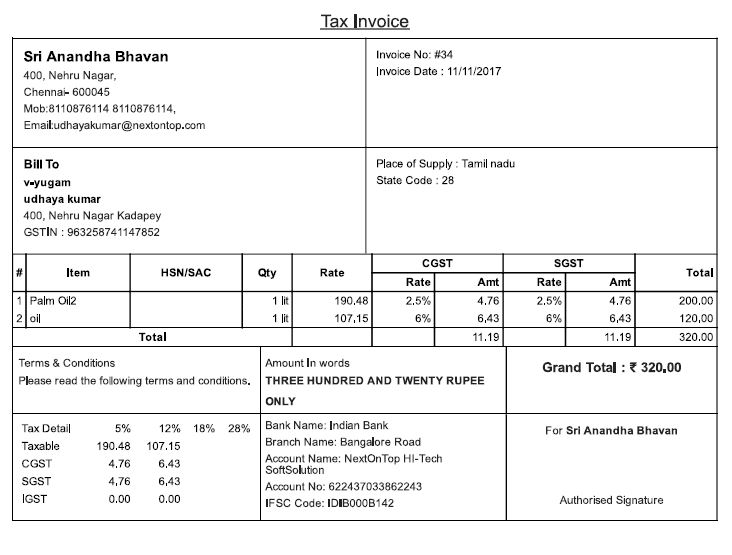 Tax Invoice
Sri Anandha Bhavan
400, Nehru Nagar,
Chennai- 600045
Mob:8110876114 8110876114,
Email:udhayakumar@nextontop.com
Invoice No: #34
Invoice Date : 11/11/2017
Bill To
v-yugam
udhaya kumar
400, Nehru Nagar Kadapey
GSTIN : 963258741147852
Place of Supply : Tamil nadu
State Code : 28
# Item HSN/SAC Qty Rate CGST SGST Total
Rate Amt Rate Amt
1 Palm Oil2 1 lit 190.48 2.5% 4.76 2.5% 4.76 200.00
2 oil 1 lit 107.15 6% 6.43 6% 6.43 120.00
Total 11.19 11.19 320.00
Terms & Conditions
Please read the following terms and conditions.
Amount In words
THREE HUNDRED AND TWENTY RUPEE
ONLY
Grand Total : ₹ 320.00
Tax Detail 5% 12% 18% 28%
Taxable 190.48 107.15
CGST 4.76 6.43
SGST 4.76 6.43
IGST 0.00 0.00
Bank Name: Indian Bank
Branch Name: Bangalore Road
Account Name: NextOnTop HI-Tech
SoftSolution
Account No: 622437033862243
IFSC Code: IDIB000B142
For Sri Anandha Bhavan
Authorised Signature